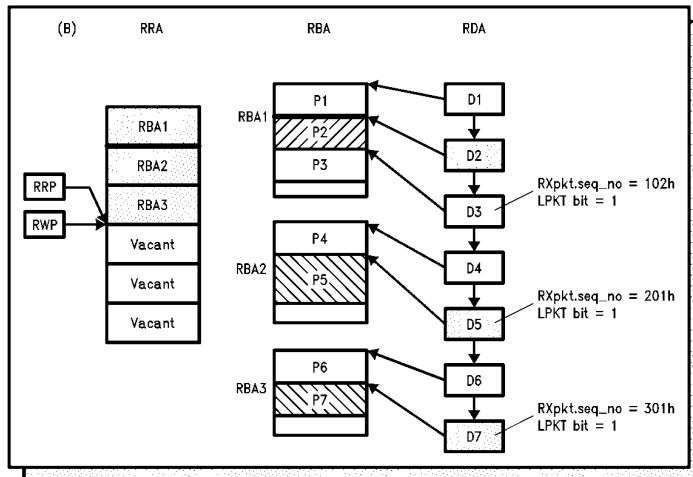 (B) RRA RBA RDA
RBA1
RBA2
RBA3
Vacant
Vacant
Vacant
RRP
RWP
RBA1
P1
P2
P3
RBA2
P4
P5
RBA3
P6
P7
D1
D2
D3
D4
D5
D6
D7
RXpkt.seq_no = 102h
LPKT bit = 1
RXpkt.seq_no = 201h
LPKT bit = 1
RXpkt.seq_no = 301h
LPKT bit = 1